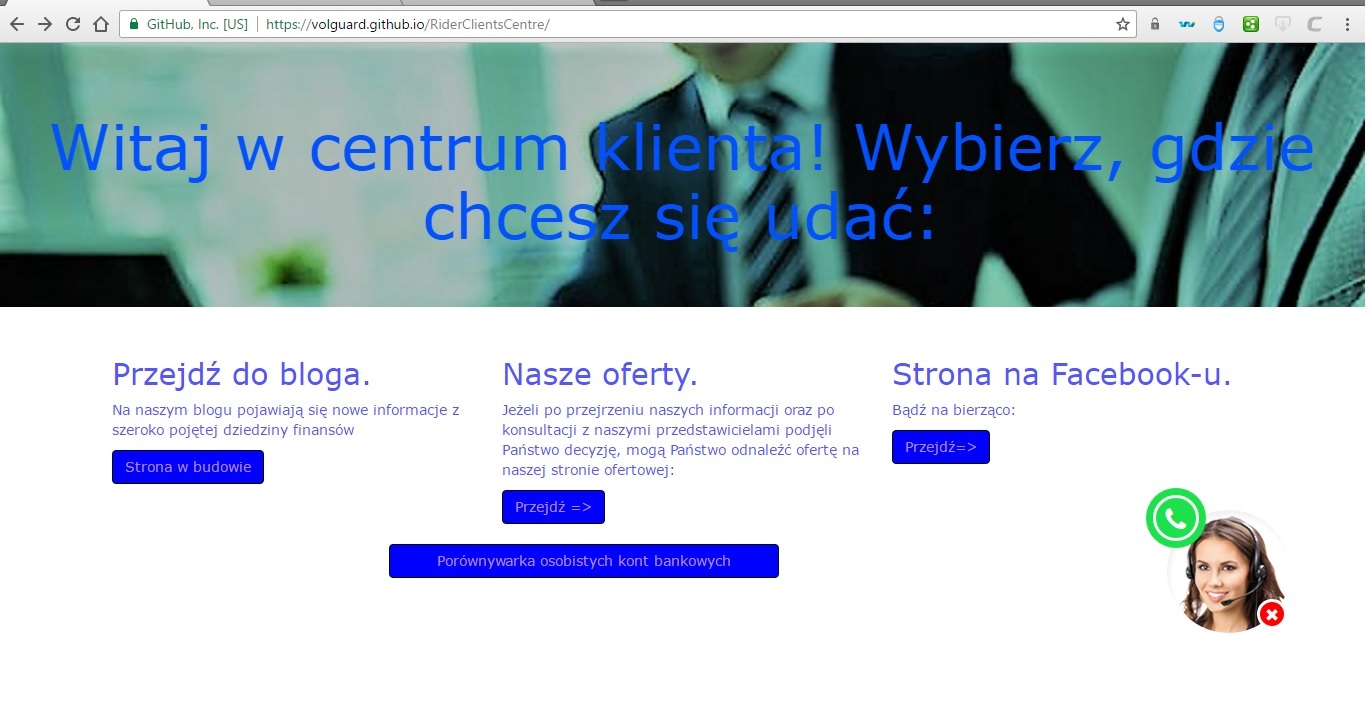 GitHub, Inc. [US] https://volguard.github.io/RiderClientsCentre/
Witaj w centrum klienta! Wybierz, gdzie
chcesz się udać:
Przejdź do bloga.
Na naszym blogu pojawiają się nowe informacje z
szeroko pojętej dziedziny finansów
Strona w budowie
Nasze oferty.
Jeżeli po przejrzeniu naszych informacji oraz po
konsultacji z naszymi przedstawicielami podjęli
Państwo decyzję, mogą Państwo odnaleźć ofertę na
naszej stronie ofertowej:
Przejdź =>
Strona na Facebook-u.
Bądź na bierząco:
Przejdź=>
Porównywarka osobistych kont bankowych